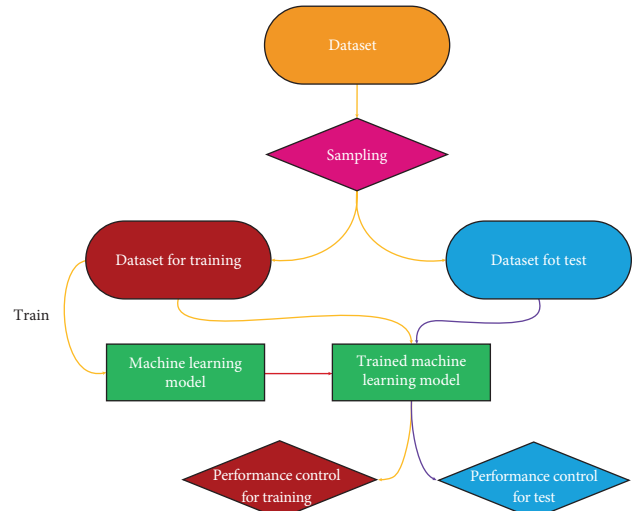 Dataset
Sampling
Dataset for training
Dataset fot test
Train
Machine learning
model
Trained machine
learning model
Performance control
for training
Performance control
for test